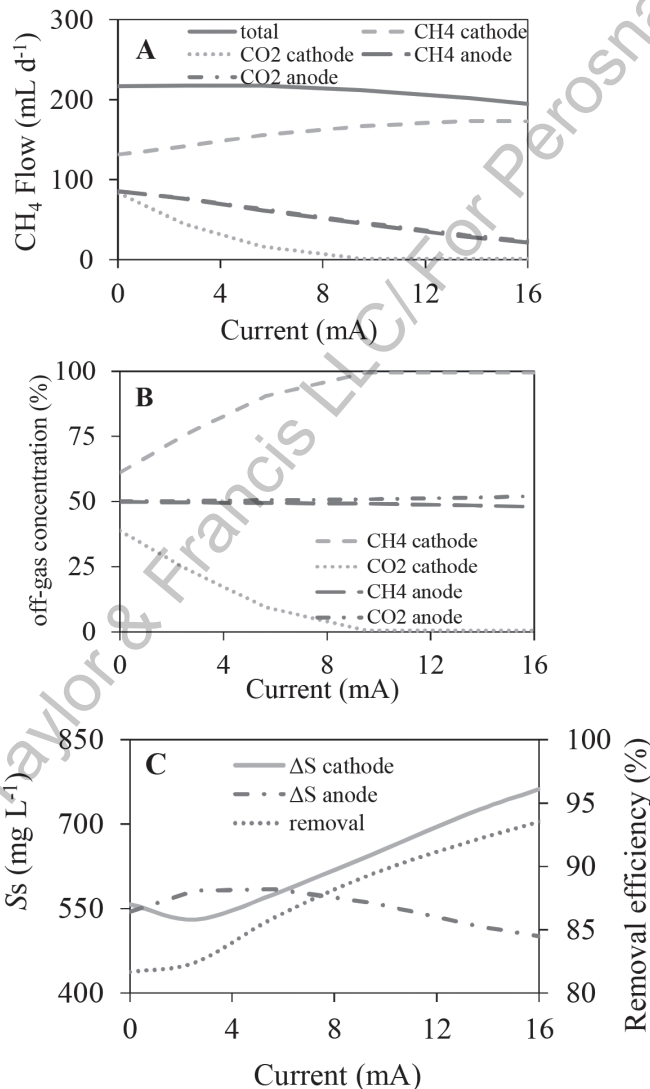 300
total
CH4 cathode
A
CO2 cathode
CH4 anode
CO2 anode
200
100
0
CH4 Flow (mL d-1)
0 4 8 12 16
Current (mA)
100
B
75
50
25
0
off-gas concentration (%)
CH4 cathode
CO2 cathode
CH4 anode
CO2 anode
0 4 8 12 16
Current (mA)
850 100
C
ΔS cathode
ΔS anode
removal
95
700
90
550
85
400 80
Ss (mg L-1)
Removal efficiency (%)
0 4 8 12 16
Current (mA)
aylor & Francis LLC/ For Perosna